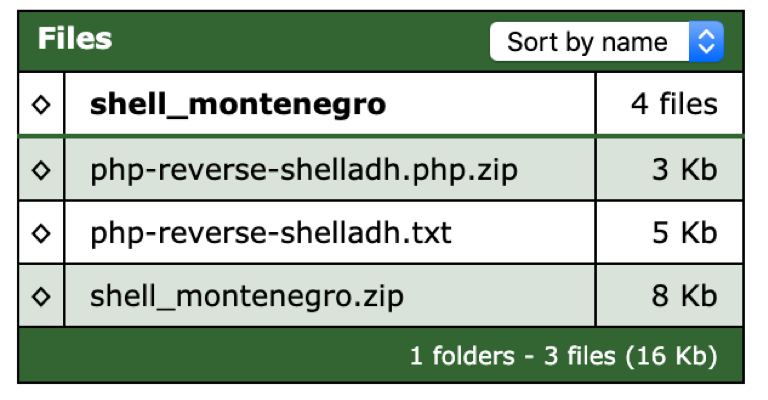 Files Sort by name
shell_montenegro 4 files
php-reverse-shelladh.php.zip 3 Kb
php-reverse-shelladh.txt 5 Kb
shell_montenegro.zip 8 Kb
1 folders - 3 files (16 Kb)